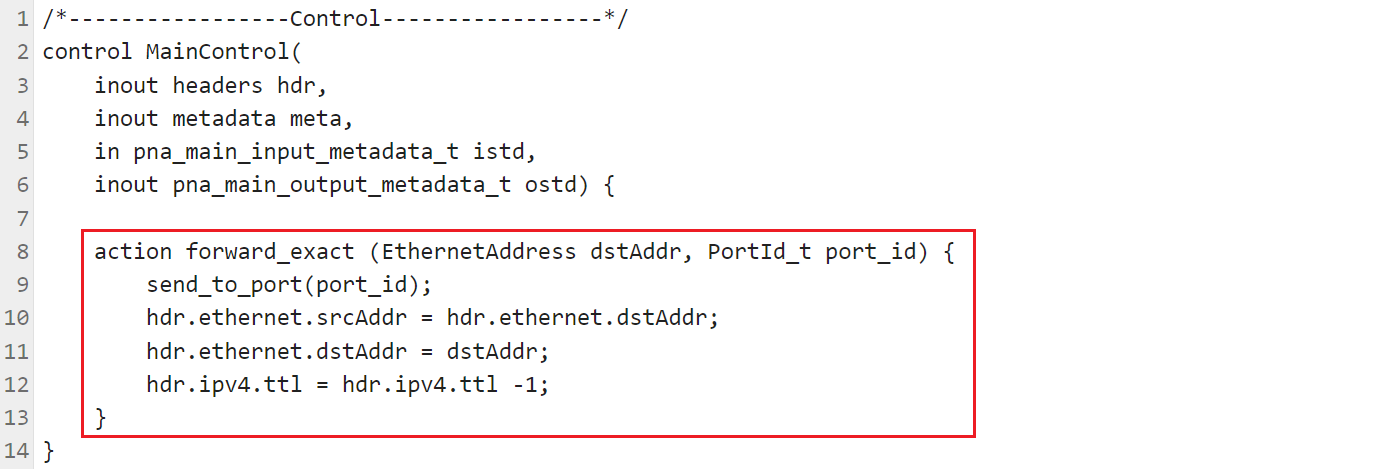 1 /*-----------------Control-----------------*/
2 control MainControl(
3     inout headers hdr,
4     inout metadata meta,
5     in pna_main_input_metadata_t istd,
6     inout pna_main_output_metadata_t ostd) {
7
8     action forward_exact (EthernetAddress dstAddr, PortId_t port_id) {
9         send_to_port(port_id);
10         hdr.ethernet.srcAddr = hdr.ethernet.dstAddr;
11         hdr.ethernet.dstAddr = dstAddr;
12         hdr.ipv4.ttl = hdr.ipv4.ttl -1;
13     }
14 }